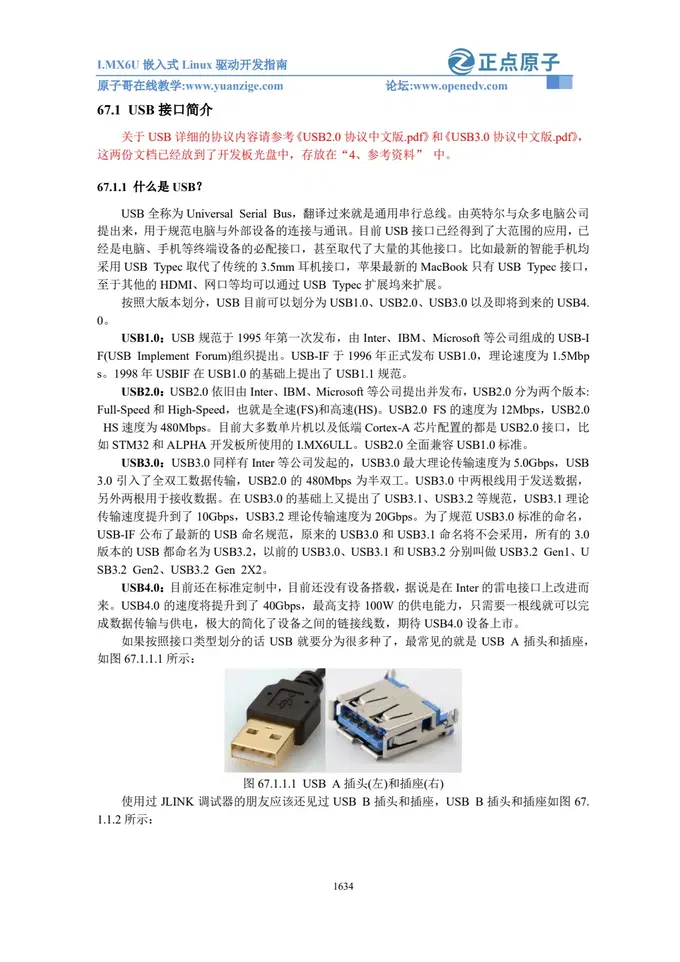 I.MX6U 嵌入式 Linux 驱动开发指南
正点原子
原子哥在线教学:www.yuanzige.com
论坛:www.openedv.com
67.1 USB 接口简介
关于 USB 详细的协议内容请参考《USB2.0 协议中文版.pdf》和《USB3.0 协议中文版.pdf》，
这两份文档已经放到了开发板光盘中，存放在“4、参考资料” 中。
67.1.1 什么是 USB？
USB 全称为 Universal Serial Bus，翻译过来就是通用串行总线。由英特尔与众多电脑公司
提出来，用于规范电脑与外部设备的连接与通讯。目前 USB 接口已经得到了大范围的应用，已
经是电脑、手机等终端设备的必配接口，甚至取代了大量的其他接口。比如最新的智能手机均
采用 USB Typec 取代了传统的 3.5mm 耳机接口，苹果最新的 MacBook 只有 USB Typec 接口，
至于其他的 HDMI、网口等均可以通过 USB Typec 扩展坞来扩展。
按照大版本划分，USB 目前可以划分为 USB1.0、USB2.0、USB3.0 以及即将到来的 USB4.
0。
USB1.0：USB 规范于 1995 年第一次发布，由 Inter、IBM、Microsoft 等公司组成的 USB-I
F(USB Implement Forum)组织提出。USB-IF 于 1996 年正式发布 USB1.0，理论速度为 1.5Mbp
s。1998 年 USBIF 在 USB1.0 的基础上提出了 USB1.1 规范。
USB2.0：USB2.0 依旧由 Inter、IBM、Microsoft 等公司提出并发布，USB2.0 分为两个版本:
Full-Speed 和 High-Speed，也就是全速(FS)和高速(HS)。USB2.0 FS 的速度为 12Mbps，USB2.0
HS 速度为 480Mbps。目前大多数单片机以及低端 Cortex-A 芯片配置的都是 USB2.0 接口，比
如 STM32 和 ALPHA 开发板所使用的 I.MX6ULL。USB2.0 全面兼容 USB1.0 标准。
USB3.0：USB3.0 同样有 Inter 等公司发起的，USB3.0 最大理论传输速度为 5.0Gbps，USB
3.0 引入了全双工数据传输，USB2.0 的 480Mbps 为半双工。USB3.0 中两根线用于发送数据，
另外两根用于接收数据。在 USB3.0 的基础上又提出了 USB3.1、USB3.2 等规范，USB3.1 理论
传输速度提升到了 10Gbps，USB3.2 理论传输速度为 20Gbps。为了规范 USB3.0 标准的命名，
USB-IF 公布了最新的 USB 命名规范，原来的 USB3.0 和 USB3.1 命名将不会采用，所有的 3.0
版本的 USB 都命名为 USB3.2，以前的 USB3.0、USB3.1 和 USB3.2 分别叫做 USB3.2 Gen1、U
SB3.2 Gen2、USB3.2 Gen 2X2。
USB4.0：目前还在标准定制中，目前还没有设备搭载，据说是在 Inter 的雷电接口上改进而
来。USB4.0 的速度将提升到了 40Gbps，最高支持 100W 的供电能力，只需要一根线就可以完
成数据传输与供电，极大的简化了设备之间的链接线数，期待 USB4.0 设备上市。
如果按照接口类型划分的话 USB 就要分为很多种了，最常见的就是 USB A 插头和插座，
如图 67.1.1.1 所示：
图 67.1.1.1 USB A 插头(左)和插座(右)
使用过 JLINK 调试器的朋友应该还见过 USB B 插头和插座，USB B 插头和插座如图 67.
1.1.2 所示：
1634